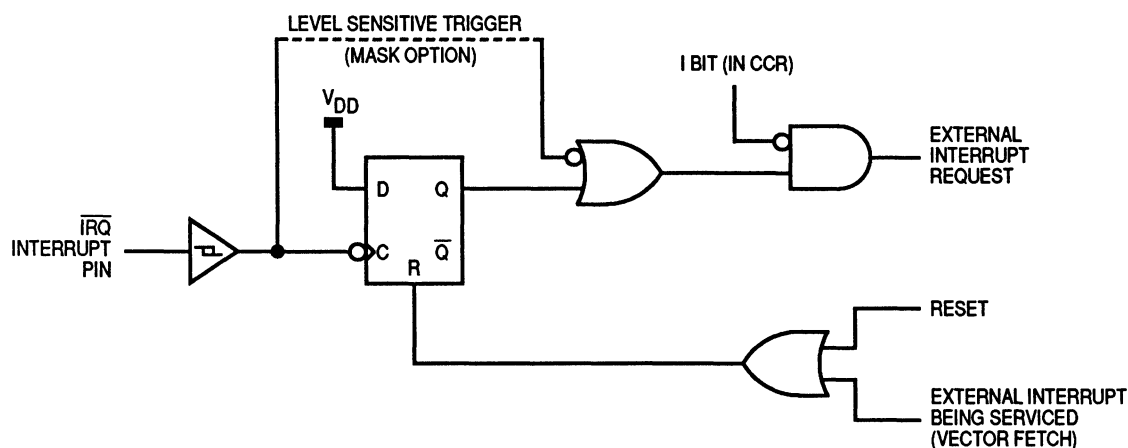 LEVEL SENSITIVE TRIGGER
(MASK OPTION)
I BIT (IN CCR)
VDD
EXTERNAL
INTERRUPT
REQUEST
D
Q
IRQ
INTERRUPT
PIN
C
Q
R
RESET
EXTERNAL INTERRUPT
BEING SERVICED
(VECTOR FETCH)